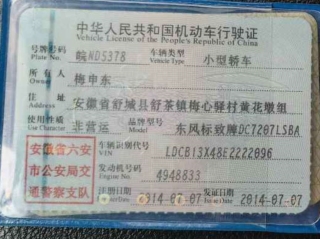 中华人民共和国机动车行驶证
Vehicle License of the People's Republic of China
号牌号码 皖ND5378 车辆类型 小型轿车
Plate No. Vehicle Type
所有人 梅申东
Owner
住址 安徽省舒城县舒茶镇梅心驿村黄花墩组
Address
使用性质 非营运 品牌型号 东风标致牌DC7207LSBA
Use Character Model
安徽省六安
市公安局交
通警察支队
车辆识别代号 LDCB13X48E2222096
VIN
发动机号码 4948833
Engine No.
注册日期 14-07-07 发证日期 2014-07-07
Issue Date